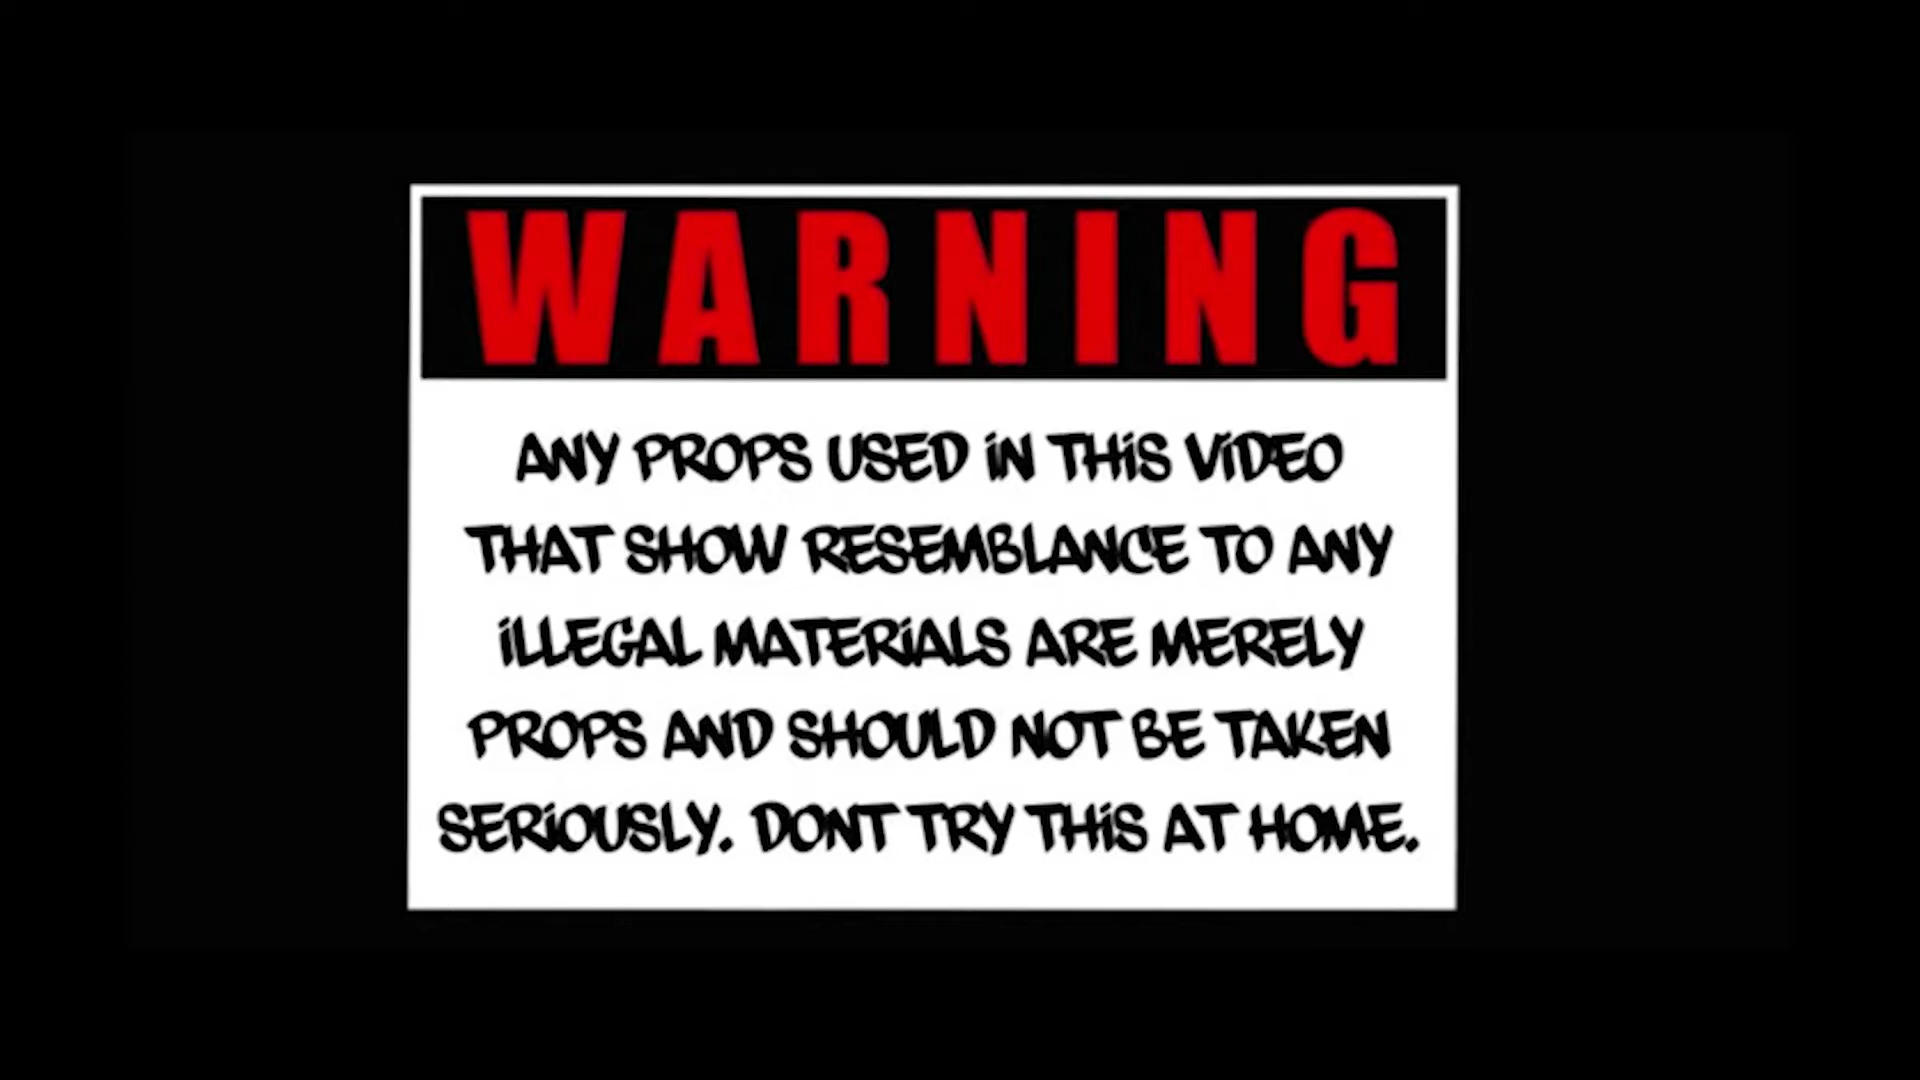 WARNING
ANY PROPS USED iN THiS ViDEO
THAT SHOW RESEMBLANCE TO ANY
iLLEGAL MATERiALS ARE MERELY
PROPS AND SHOULD NOT BE TAKEN
SERiOUSLY. DONT TRY THiS AT HOME.